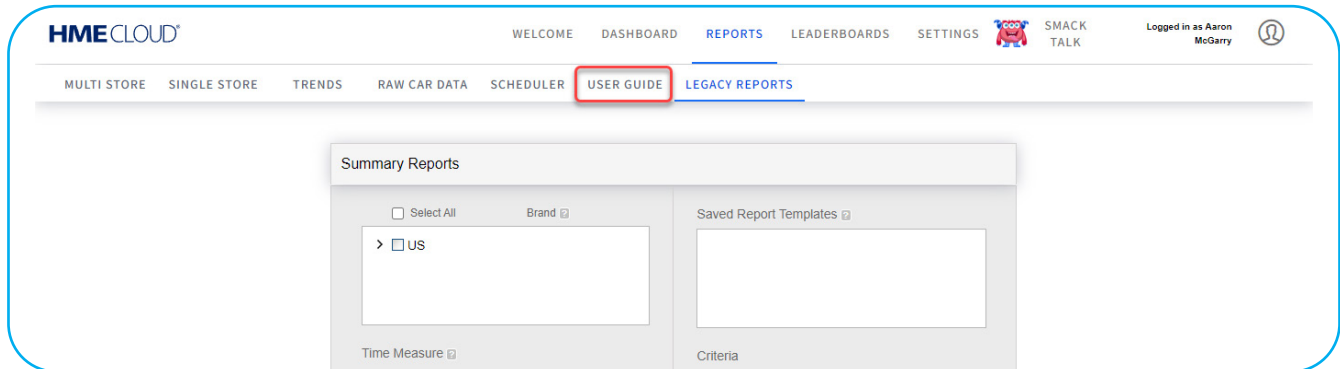 HME CLOUD®
WELCOME DASHBOARD REPORTS LEADERBOARDS SETTINGS SMACK TALK Logged in as Aaron McGarry
MULTI STORE SINGLE STORE TRENDS RAW CAR DATA SCHEDULER USER GUIDE LEGACY REPORTS
Summary Reports
Select All Brand ?
US
Saved Report Templates ?
Time Measure ?
Criteria